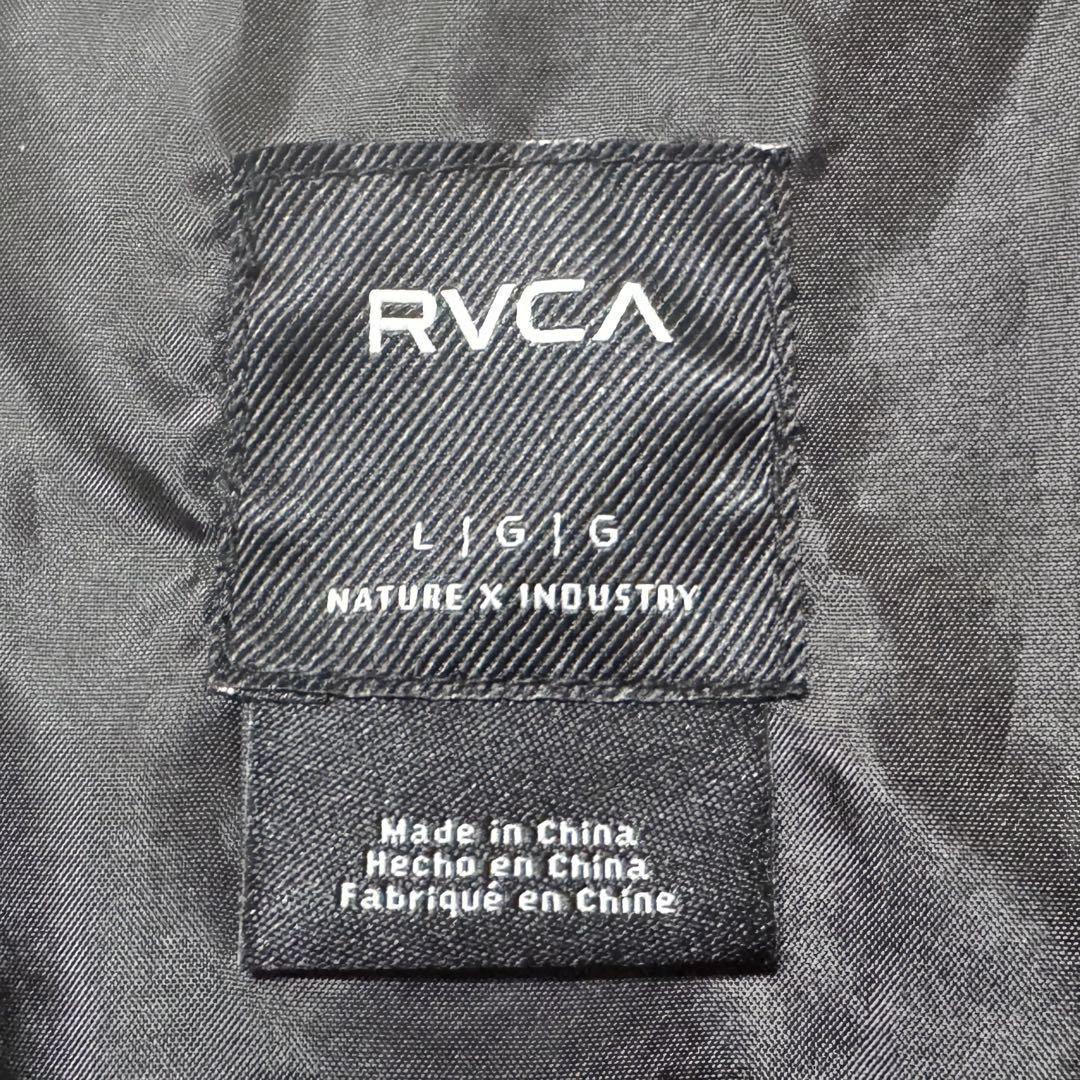 RVCA
L | G | G
NATURE X INDUSTRY
Made in China
Hecho en China
Fabriqué en Chine